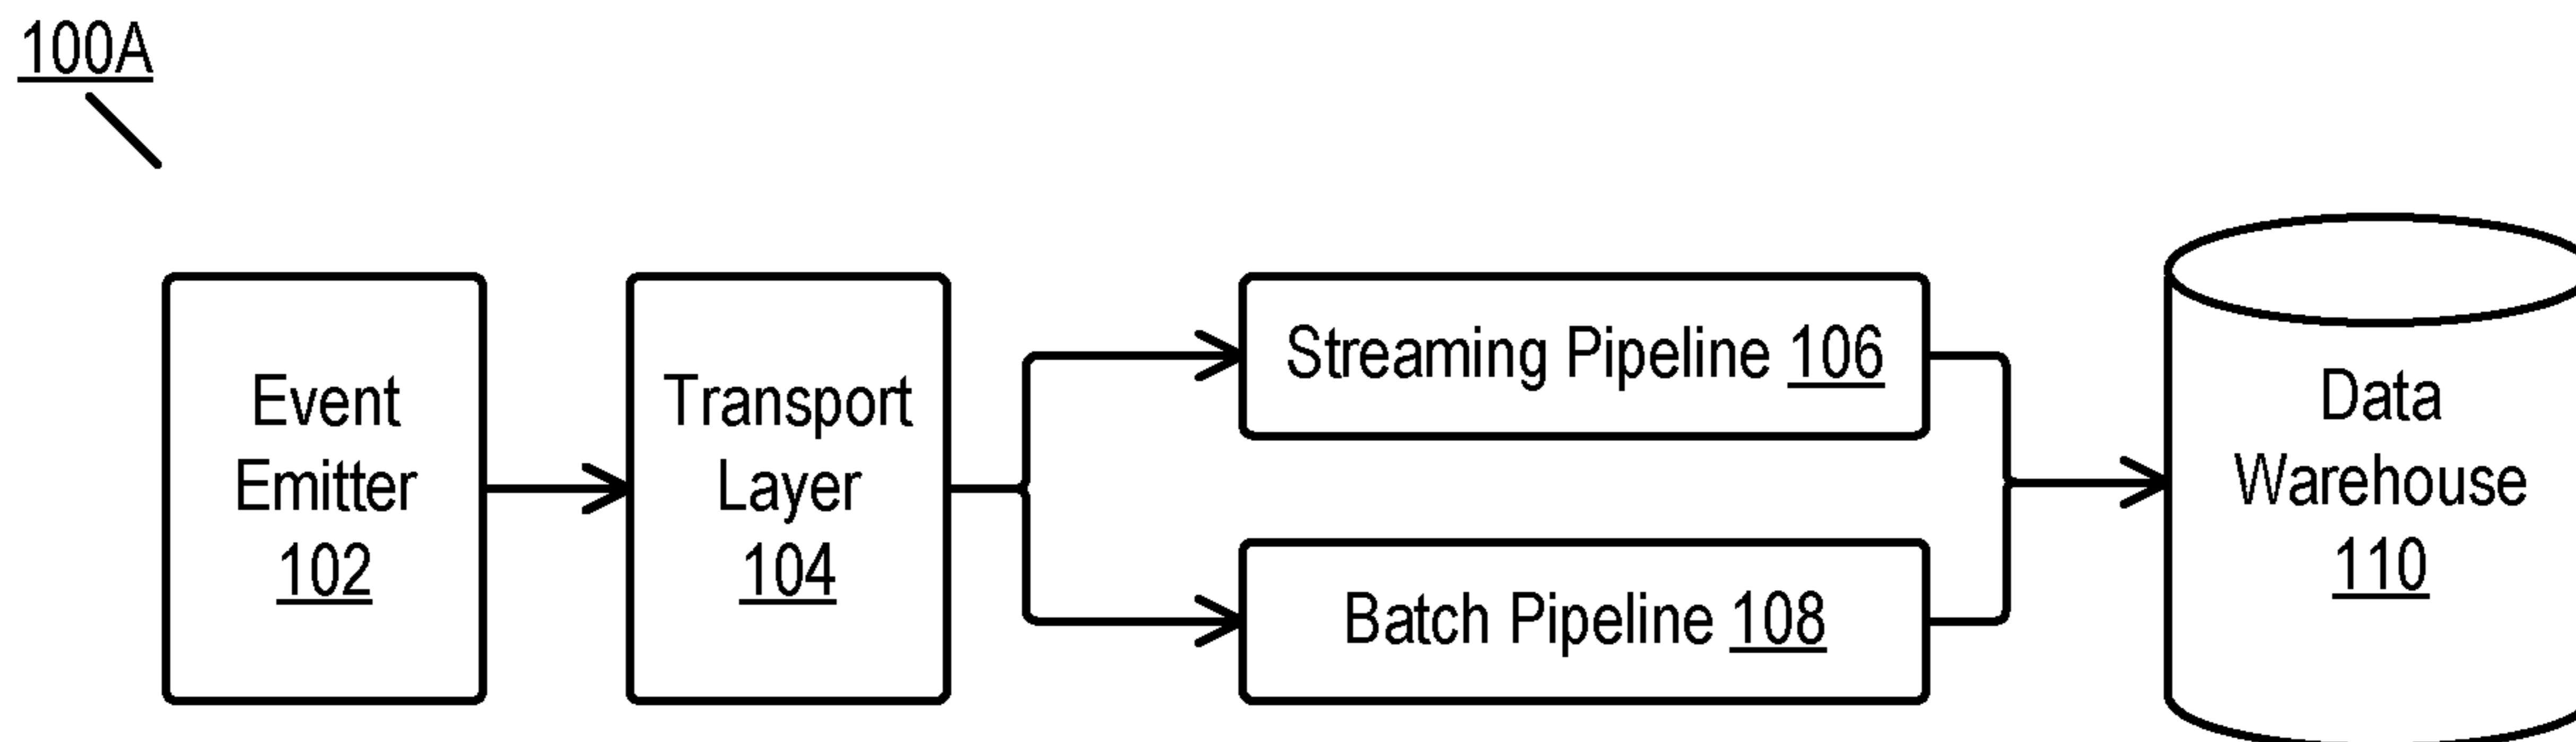 100A
Event
Emitter
102
Transport
Layer
104
Streaming Pipeline 106
Batch Pipeline 108
Data
Warehouse
110